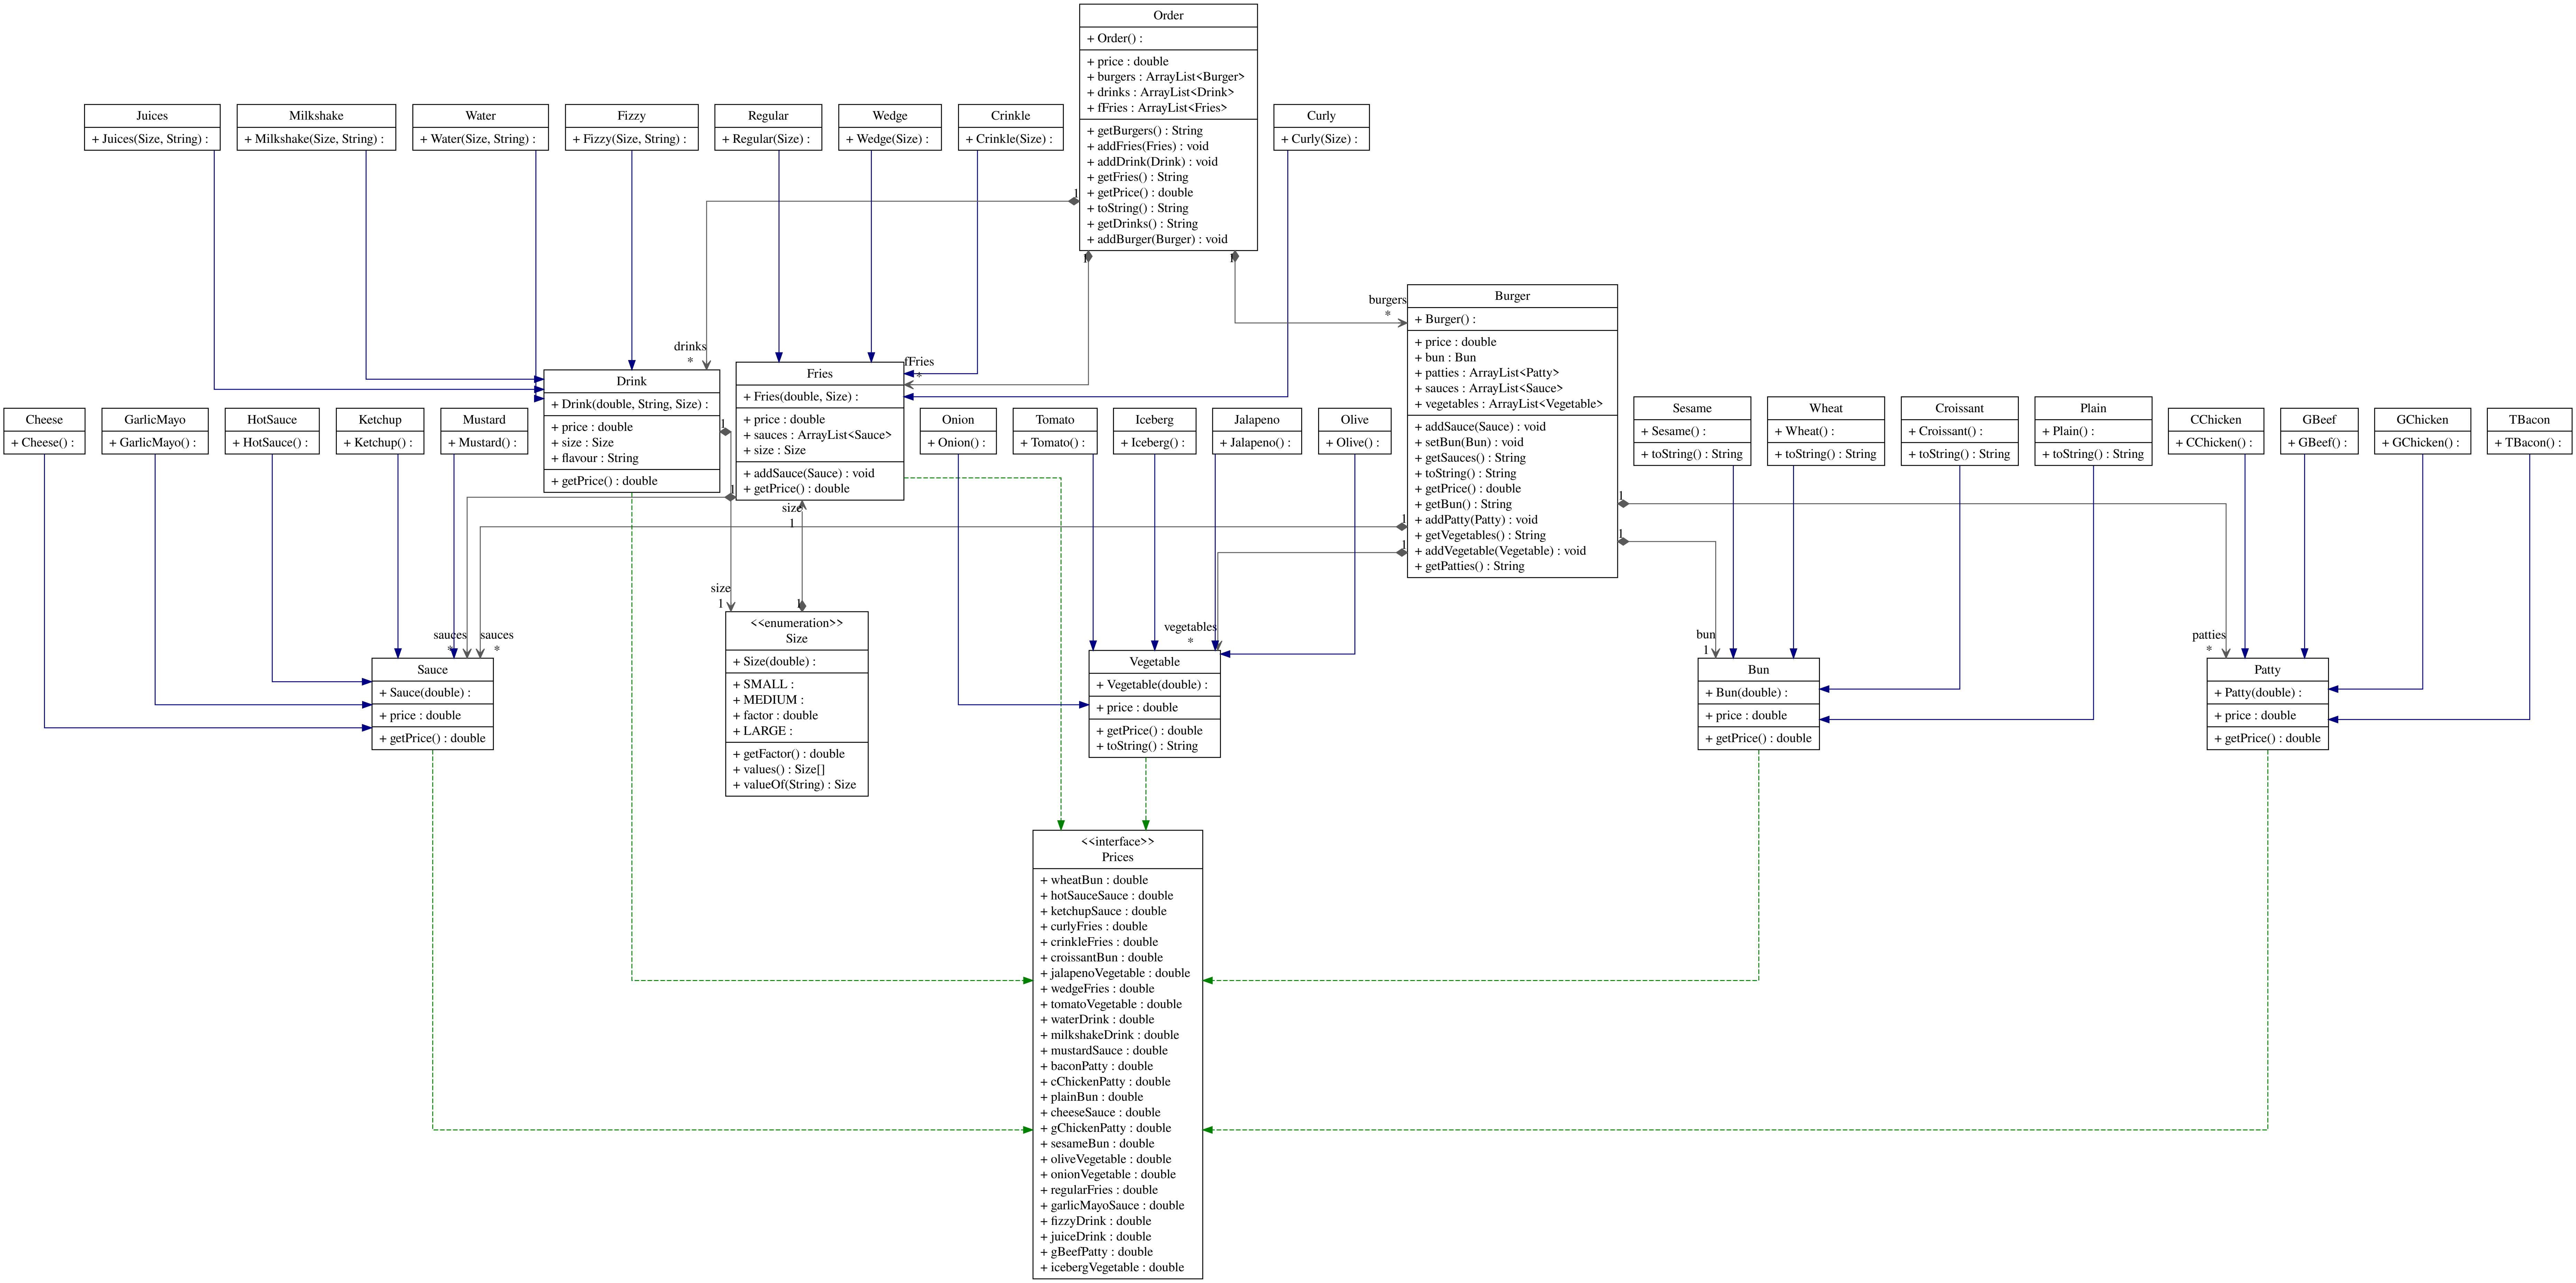 Order
+ Order() :
+ price : double
+ burgers : ArrayList<Burger>
+ drinks : ArrayList<Drink>
+ fFries : ArrayList<Fries>
+ getBurgers() : String
+ addFries(Fries) : void
+ addDrink(Drink) : void
+ getFries() : String
+ getPrice() : double
+ toString() : String
+ getDrinks() : String
+ addBurger(Burger) : void
Juices
+ Juices(Size, String) :
Milkshake
+ Milkshake(Size, String) :
Water
+ Water(Size, String) :
Fizzy
+ Fizzy(Size, String) :
Regular
+ Regular(Size) :
Wedge
+ Wedge(Size) :
Crinkle
+ Crinkle(Size) :
Curly
+ Curly(Size) :
1
1
1
burgers
*
drinks
*
fFries
*
Burger
+ Burger() :
+ price : double
+ bun : Bun
+ patties : ArrayList<Patty>
+ sauces : ArrayList<Sauce>
+ vegetables : ArrayList<Vegetable>
+ addSauce(Sauce) : void
+ setBun(Bun) : void
+ getSauces() : String
+ toString() : String
+ getPrice() : double
+ getBun() : String
+ addPatty(Patty) : void
+ getVegetables() : String
+ addVegetable(Vegetable) : void
+ getPatties() : String
Drink
+ Drink(double, String, Size) :
+ price : double
+ size : Size
+ flavour : String
+ getPrice() : double
Fries
+ Fries(double, Size) :
+ price : double
+ sauces : ArrayList<Sauce>
+ size : Size
+ addSauce(Sauce) : void
+ getPrice() : double
Cheese
+ Cheese() :
GarlicMayo
+ GarlicMayo() :
HotSauce
+ HotSauce() :
Ketchup
+ Ketchup() :
Mustard
+ Mustard() :
Onion
+ Onion() :
Tomato
+ Tomato() :
Iceberg
+ Iceberg() :
Jalapeno
+ Jalapeno() :
Olive
+ Olive() :
Sesame
+ Sesame() :
+ toString() : String
Wheat
+ Wheat() :
+ toString() : String
Croissant
+ Croissant() :
+ toString() : String
Plain
+ Plain() :
+ toString() : String
CChicken
+ CChicken() :
GBeef
+ GBeef() :
GChicken
+ GChicken() :
TBacon
+ TBacon() :
1
1
size
1
1
1
1
1
size
1
1
sauces
*
sauces
*
vegetables
*
bun
1
patties
*
Sauce
+ Sauce(double) :
+ price : double
+ getPrice() : double
<<enumeration>>
Size
+ Size(double) :
+ SMALL :
+ MEDIUM :
+ factor : double
+ LARGE :
+ getFactor() : double
+ values() : Size[]
+ valueOf(String) : Size
Vegetable
+ Vegetable(double) :
+ price : double
+ getPrice() : double
+ toString() : String
Bun
+ Bun(double) :
+ price : double
+ getPrice() : double
Patty
+ Patty(double) :
+ price : double
+ getPrice() : double
<<interface>>
Prices
+ wheatBun : double
+ hotSauceSauce : double
+ ketchupSauce : double
+ curlyFries : double
+ crinkleFries : double
+ croissantBun : double
+ jalapenoVegetable : double
+ wedgeFries : double
+ tomatoVegetable : double
+ waterDrink : double
+ milkshakeDrink : double
+ mustardSauce : double
+ baconPatty : double
+ cChickenPatty : double
+ plainBun : double
+ cheeseSauce : double
+ gChickenPatty : double
+ sesameBun : double
+ oliveVegetable : double
+ onionVegetable : double
+ regularFries : double
+ garlicMayoSauce : double
+ fizzyDrink : double
+ juiceDrink : double
+ gBeefPatty : double
+ icebergVegetable : double